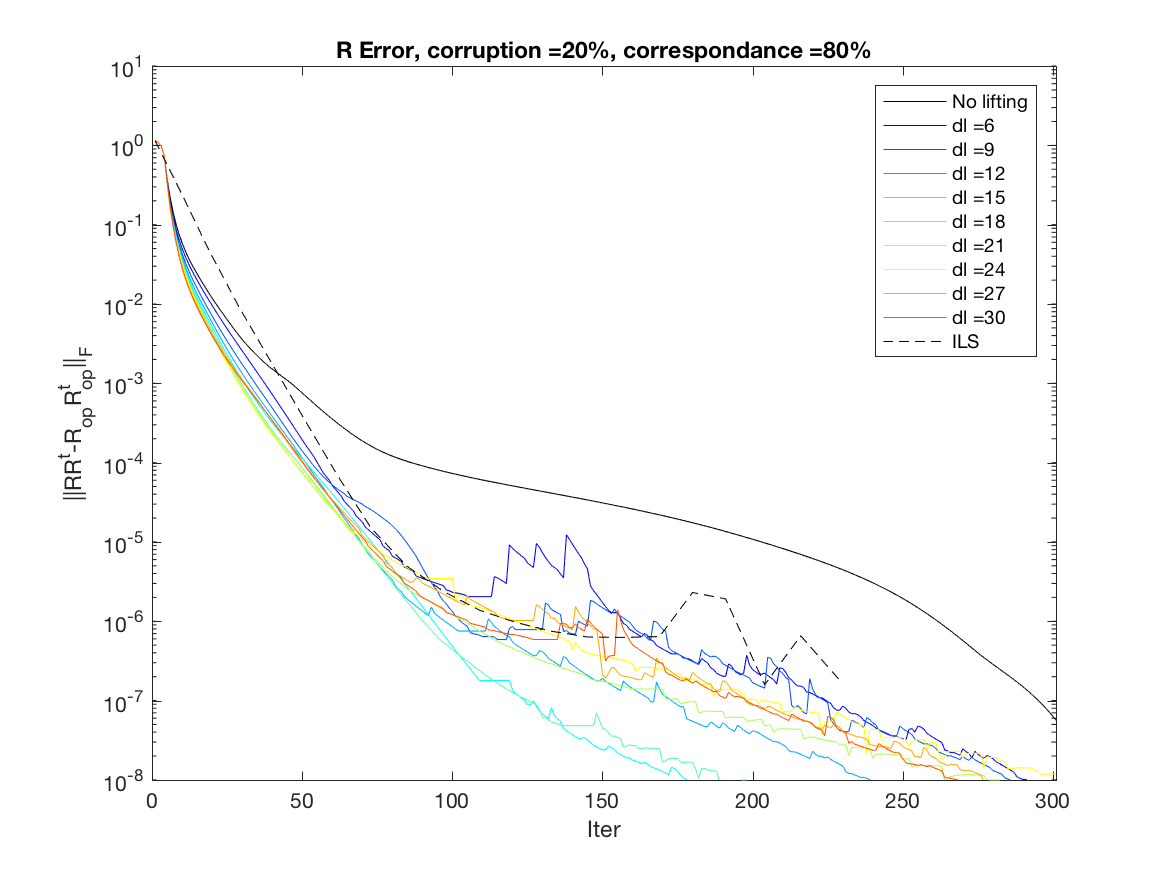 R Error, corruption =20%, correspondance =80%
10^1
10^0
10^-1
10^-2
10^-3
10^-4
10^-5
10^-6
10^-7
10^-8
||RR^t-R_op R^t_op||_F
No lifting
dl =6
dl =9
dl =12
dl =15
dl =18
dl =21
dl =24
dl =27
dl =30
ILS
0 50 100 150 200 250 300
Iter